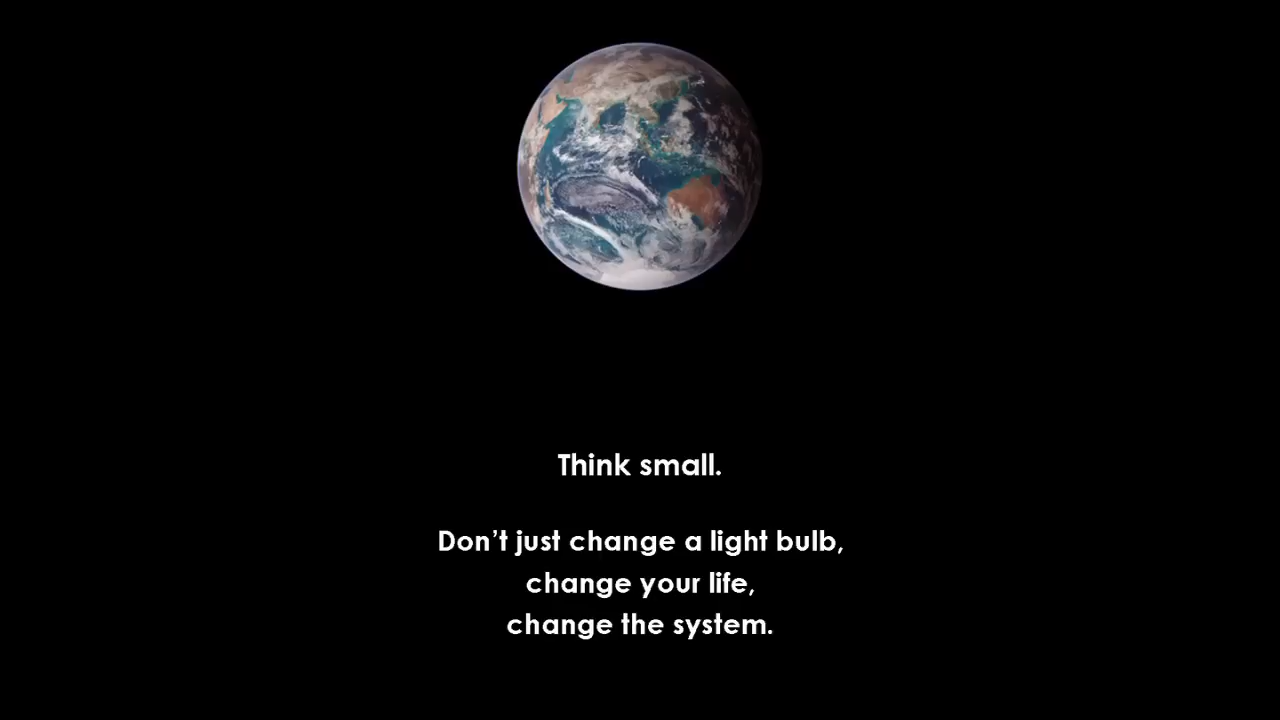 Think small.
Don’t just change a light bulb,
change your life,
change the system.